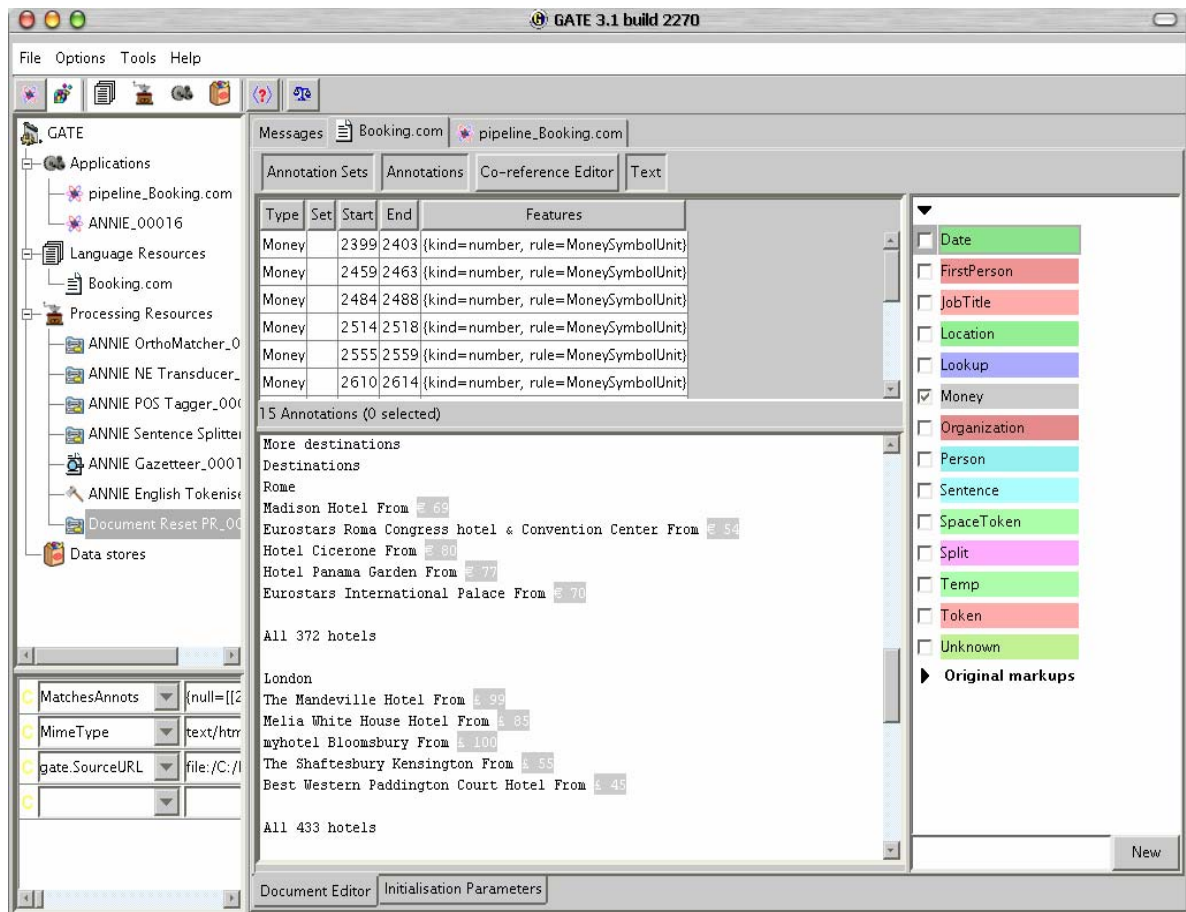 GATE 3.1 build 2270
File Options Tools Help
GATE
Applications
pipeline_Booking.com
ANNIE_00016
Language Resources
Booking.com
Processing Resources
ANNIE OrthoMatcher_0
ANNIE NE Transducer_
ANNIE POS Tagger_00
ANNIE Sentence Splitter
ANNIE Gazetteer_0001
ANNIE English Tokenise
Document Reset PR_00
Data stores
MatchesAnnots {null=[[2
MimeType text/htm
gate.SourceURL file:/C:/
Messages Booking.com pipeline_Booking.com
Annotation Sets Annotations Co-reference Editor Text
Type Set Start End Features
Money 2399 2403 {kind=number, rule=MoneySymbolUnit}
Money 2459 2463 {kind=number, rule=MoneySymbolUnit}
Money 2484 2488 {kind=number, rule=MoneySymbolUnit}
Money 2514 2518 {kind=number, rule=MoneySymbolUnit}
Money 2555 2559 {kind=number, rule=MoneySymbolUnit}
Money 2610 2614 {kind=number, rule=MoneySymbolUnit}
15 Annotations (0 selected)
More destinations
Destinations
Rome
Madison Hotel From € 69
Eurostars Roma Congress hotel & Convention Center From € 54
Hotel Cicerone From € 80
Hotel Panama Garden From € 77
Eurostars International Palace From € 70
All 372 hotels
London
The Mandeville Hotel From £ 99
Melia White House Hotel From £ 85
myhotel Bloomsbury From £ 100
The Shaftesbury Kensington From £ 55
Best Western Paddington Court Hotel From £ 45
All 433 hotels
Document Editor Initialisation Parameters
Date
FirstPerson
JobTitle
Location
Lookup
Money
Organization
Person
Sentence
SpaceToken
Split
Temp
Token
Unknown
Original markups
New